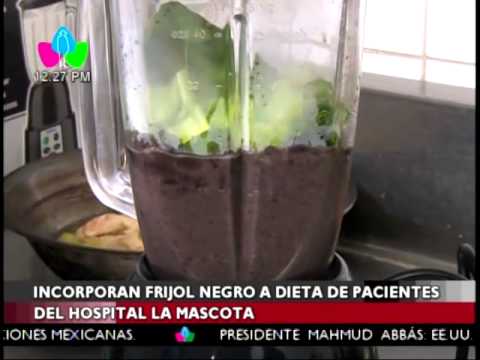 12:27 PM
INCORPORAN FRIJOL NEGRO A DIETA DE PACIENTES
DEL HOSPITAL LA MASCOTA
CIONES MEXICANAS. PRESIDENTE MAHMUD ABBÁS: EE.UU.